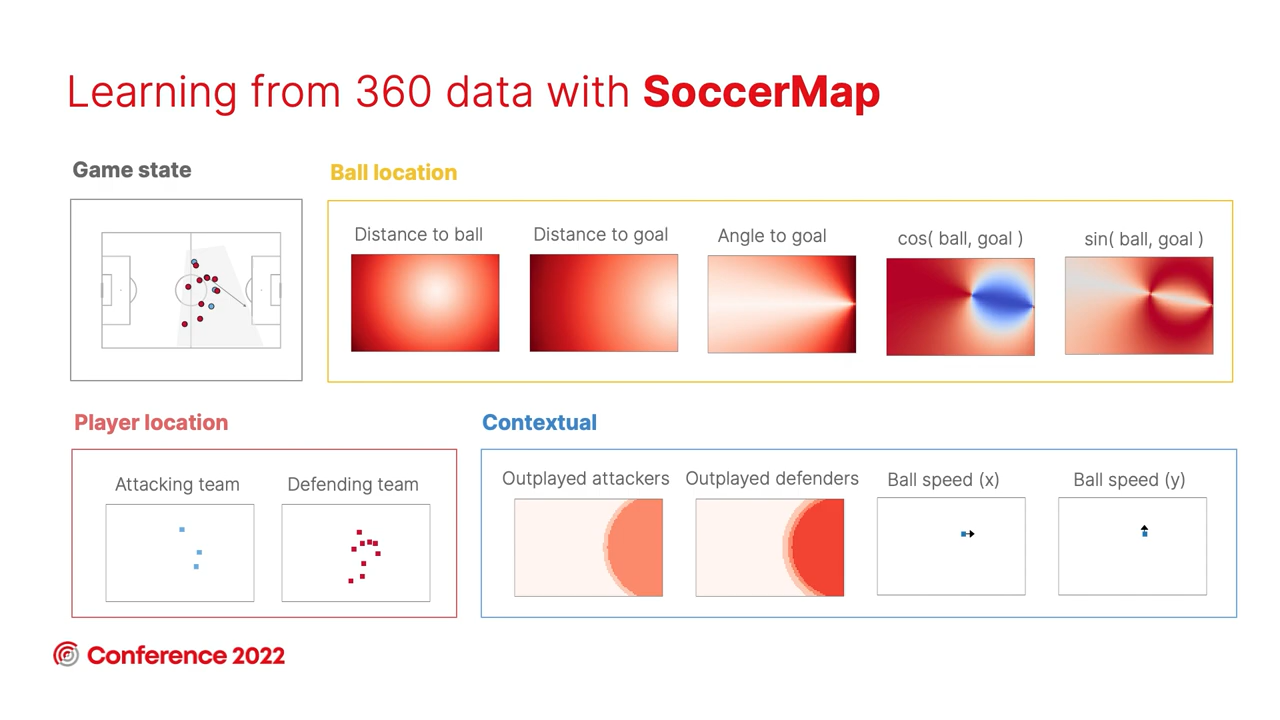 Learning from 360 data with SoccerMap
Game state
Ball location
Distance to ball
Distance to goal
Angle to goal
cos( ball, goal )
sin( ball, goal )
Player location
Attacking team
Defending team
Contextual
Outplayed attackers
Outplayed defenders
Ball speed (x)
Ball speed (y)
Conference 2022